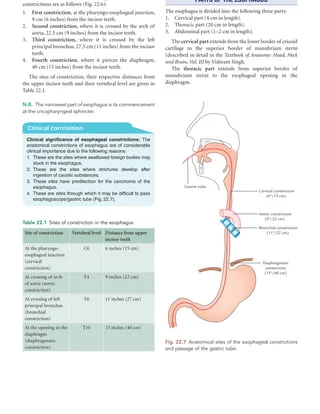 constrictions are as follows (Fig. 22.6):
1. First constriction, at the pharyngo-esophageal junction,
9 cm (6 inches) from the incisor teeth.
2. Second constriction, where it is crossed by the arch of
aorta, 22.5 cm (9 inches) from the incisor teeth.
3. Third constriction, where it is crossed by the left
principal bronchus, 27.5 cm (11 inches) from the incisor
teeth.
4. Fourth constriction, where it pierces the diaphragm,
40 cm (15 inches) from the incisor teeth.
The sites of constriction, their respective distances from
the upper incisor teeth and their vertebral level are given in
Table 22.1.
N.B. The narrowest part of esophagus is its commencement
at the cricopharyngeal sphincter.
Clinical correlation
Clinical significance of esophageal constrictions: The
anatomical constrictions of esophagus are of considerable
clinical importance due to the following reasons:
1. These are the sites where swallowed foreign bodies may
stuck in the esophagus.
2. These are the sites where strictures develop after
ingestion of caustic substances.
3. These sites have predilection for the carcinoma of the
esophagus.
4. These are sites through which it may be difficult to pass
esophagoscope/gastric tube (Fig. 22.7).
Table 22.1 Sites of constriction in the esophagus
Site of constriction Vertebral level Distance from upper
incisor teeth
At the pharyngo-
esophageal junction
(cervical
constriction)
C6 6 inches (15 cm)
At crossing of arch
of aorta (aortic
constriction)
T4 9 inches (22 cm)
At crossing of left
principal bronchus
(bronchial
constriction)
T6 11 inches (27 cm)
At the opening in the
diaphragm
(diaphragmatic
constriction)
T10 15 inches (40 cm)
PARTS OF THE ESOPHAGUS
The esophagus is divided into the following three parts:
1. Cervical part (4 cm in length).
2. Thoracic part (20 cm in length).
3. Abdominal part (1–2 cm in length).
The cervical part extends from the lower border of cricoid
cartilage to the superior border of manubrium sterni
(described in detail in the Textbook of Anatomy: Head, Neck
and Brain, Vol. III by Vishram Singh.
The thoracic part extends from superior border of
manubrium sterni to the esophageal opening in the
diaphragm.
Gastric tube
Cervical constriction
(6"/15 cm)
Aortic constriction
(9"/22 cm)
Bronchial constriction
(11"/27 cm)
Diaphragmatic
constriction
(15"/40 cm)
Fig. 22.7 Anatomical sites of the esophageal constrictions
and passage of the gastric tube.